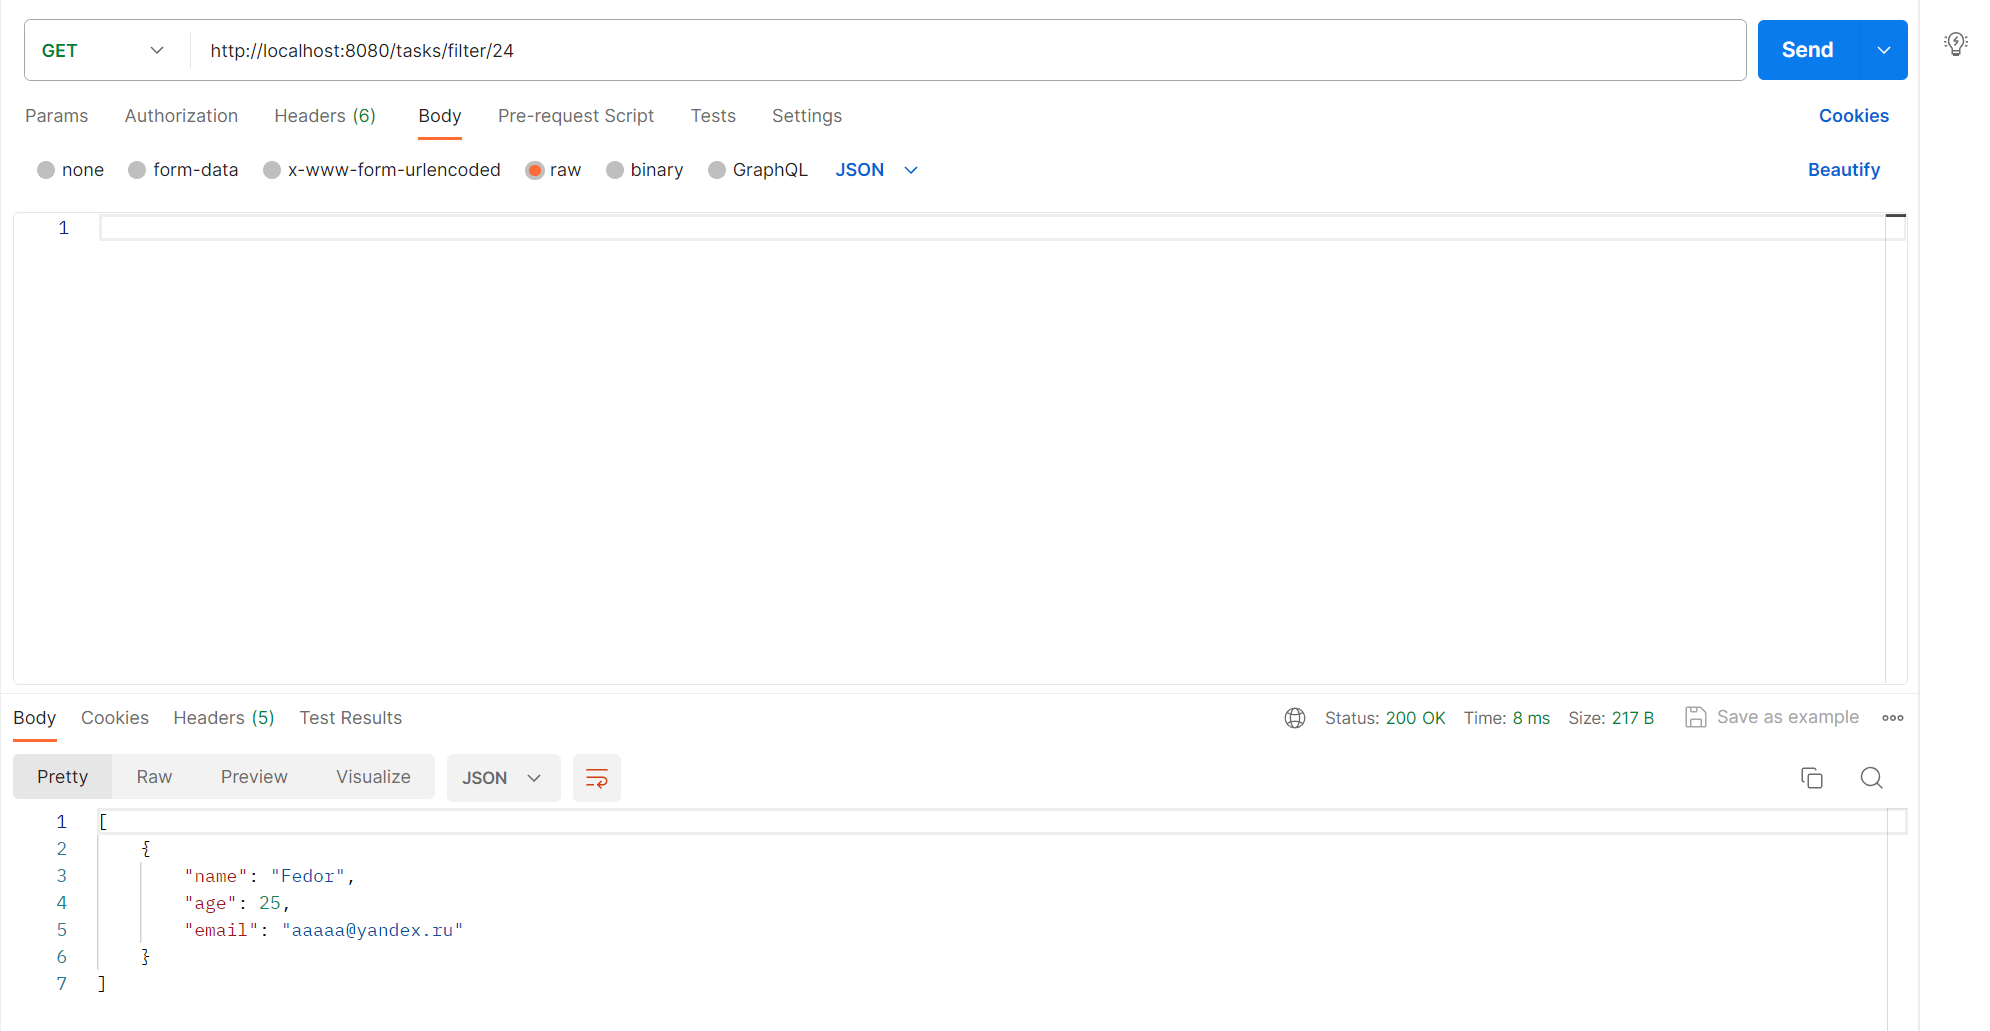 GET http://localhost:8080/tasks/filter/24 Send
Params Authorization Headers (6) Body Pre-request Script Tests Settings Cookies
none form-data x-www-form-urlencoded raw binary GraphQL JSON Beautify
1
Body Cookies Headers (5) Test Results Status: 200 OK Time: 8 ms Size: 217 B Save as example
Pretty Raw Preview Visualize JSON
1 [
2 {
3 "name": "Fedor",
4 "age": 25,
5 "email": "aaaaa@yandex.ru"
6 }
7 ]